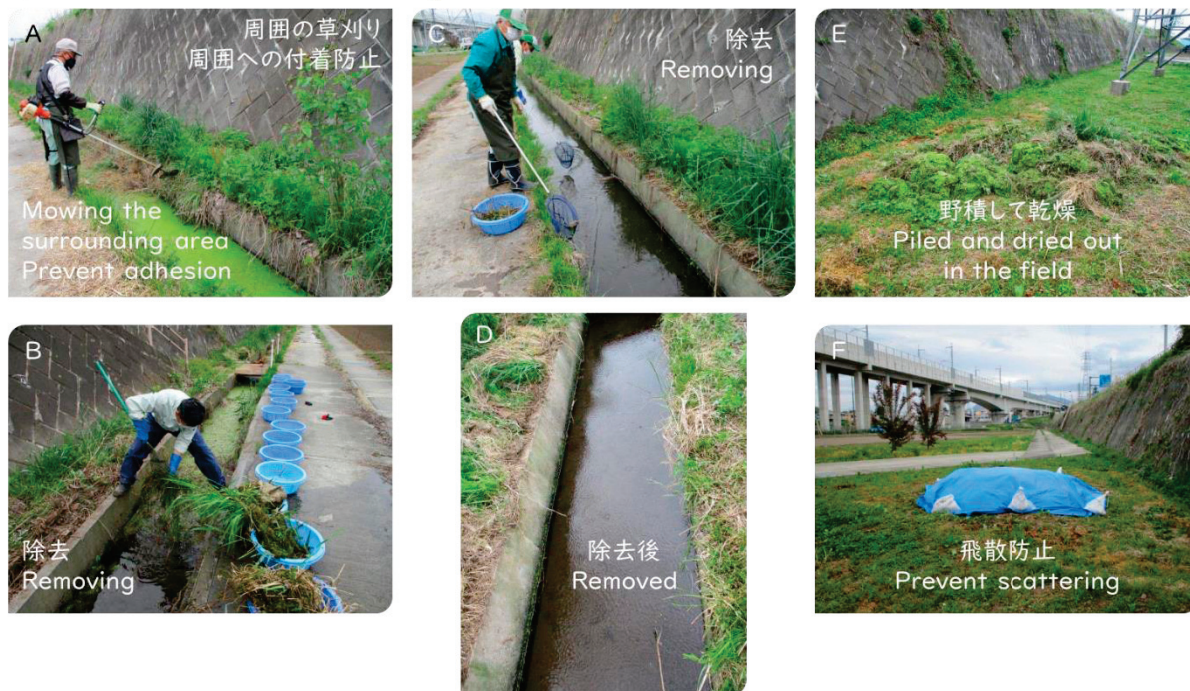 A
周囲の草刈り
周囲への付着防止
Mowing the
surrounding area
Prevent adhesion
B
除去
Removing
C
除去
Removing
D
除去後
Removed
E
野積して乾燥
Piled and dried out
in the field
F
飛散防止
Prevent scattering